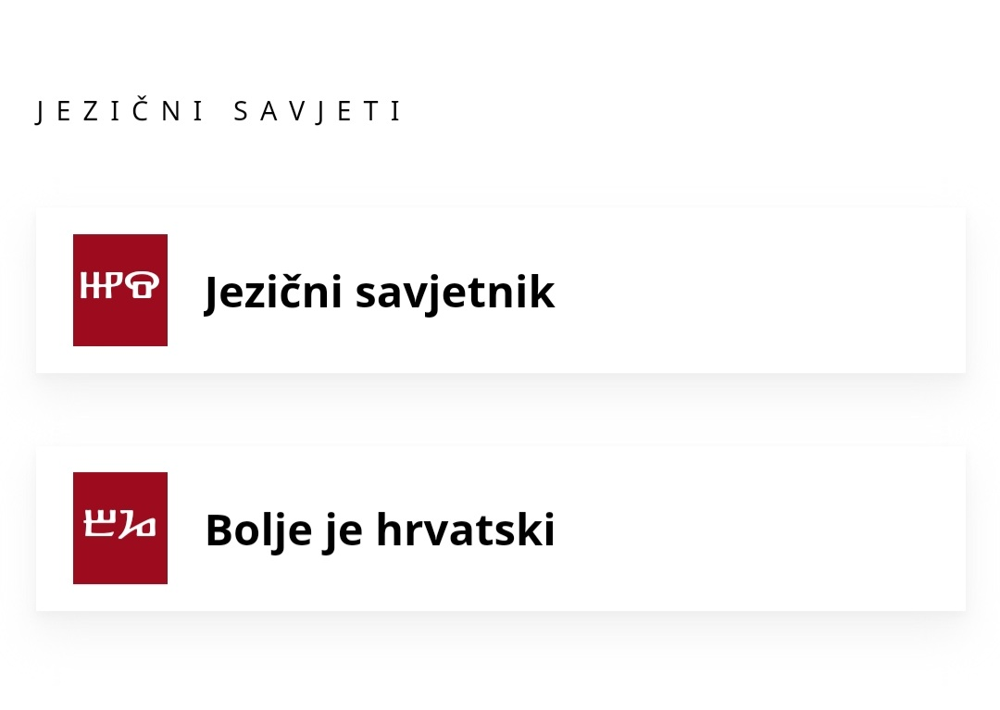 JEZIČNI SAVJETI
Jezični savjetnik
Bolje je hrvatski